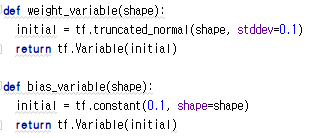 def weight_variable(shape):
    initial = tf.truncated_normal(shape, stddev=0.1)
    return tf.Variable(initial)

def bias_variable(shape):
    initial = tf.constant(0.1, shape=shape)
    return tf.Variable(initial)